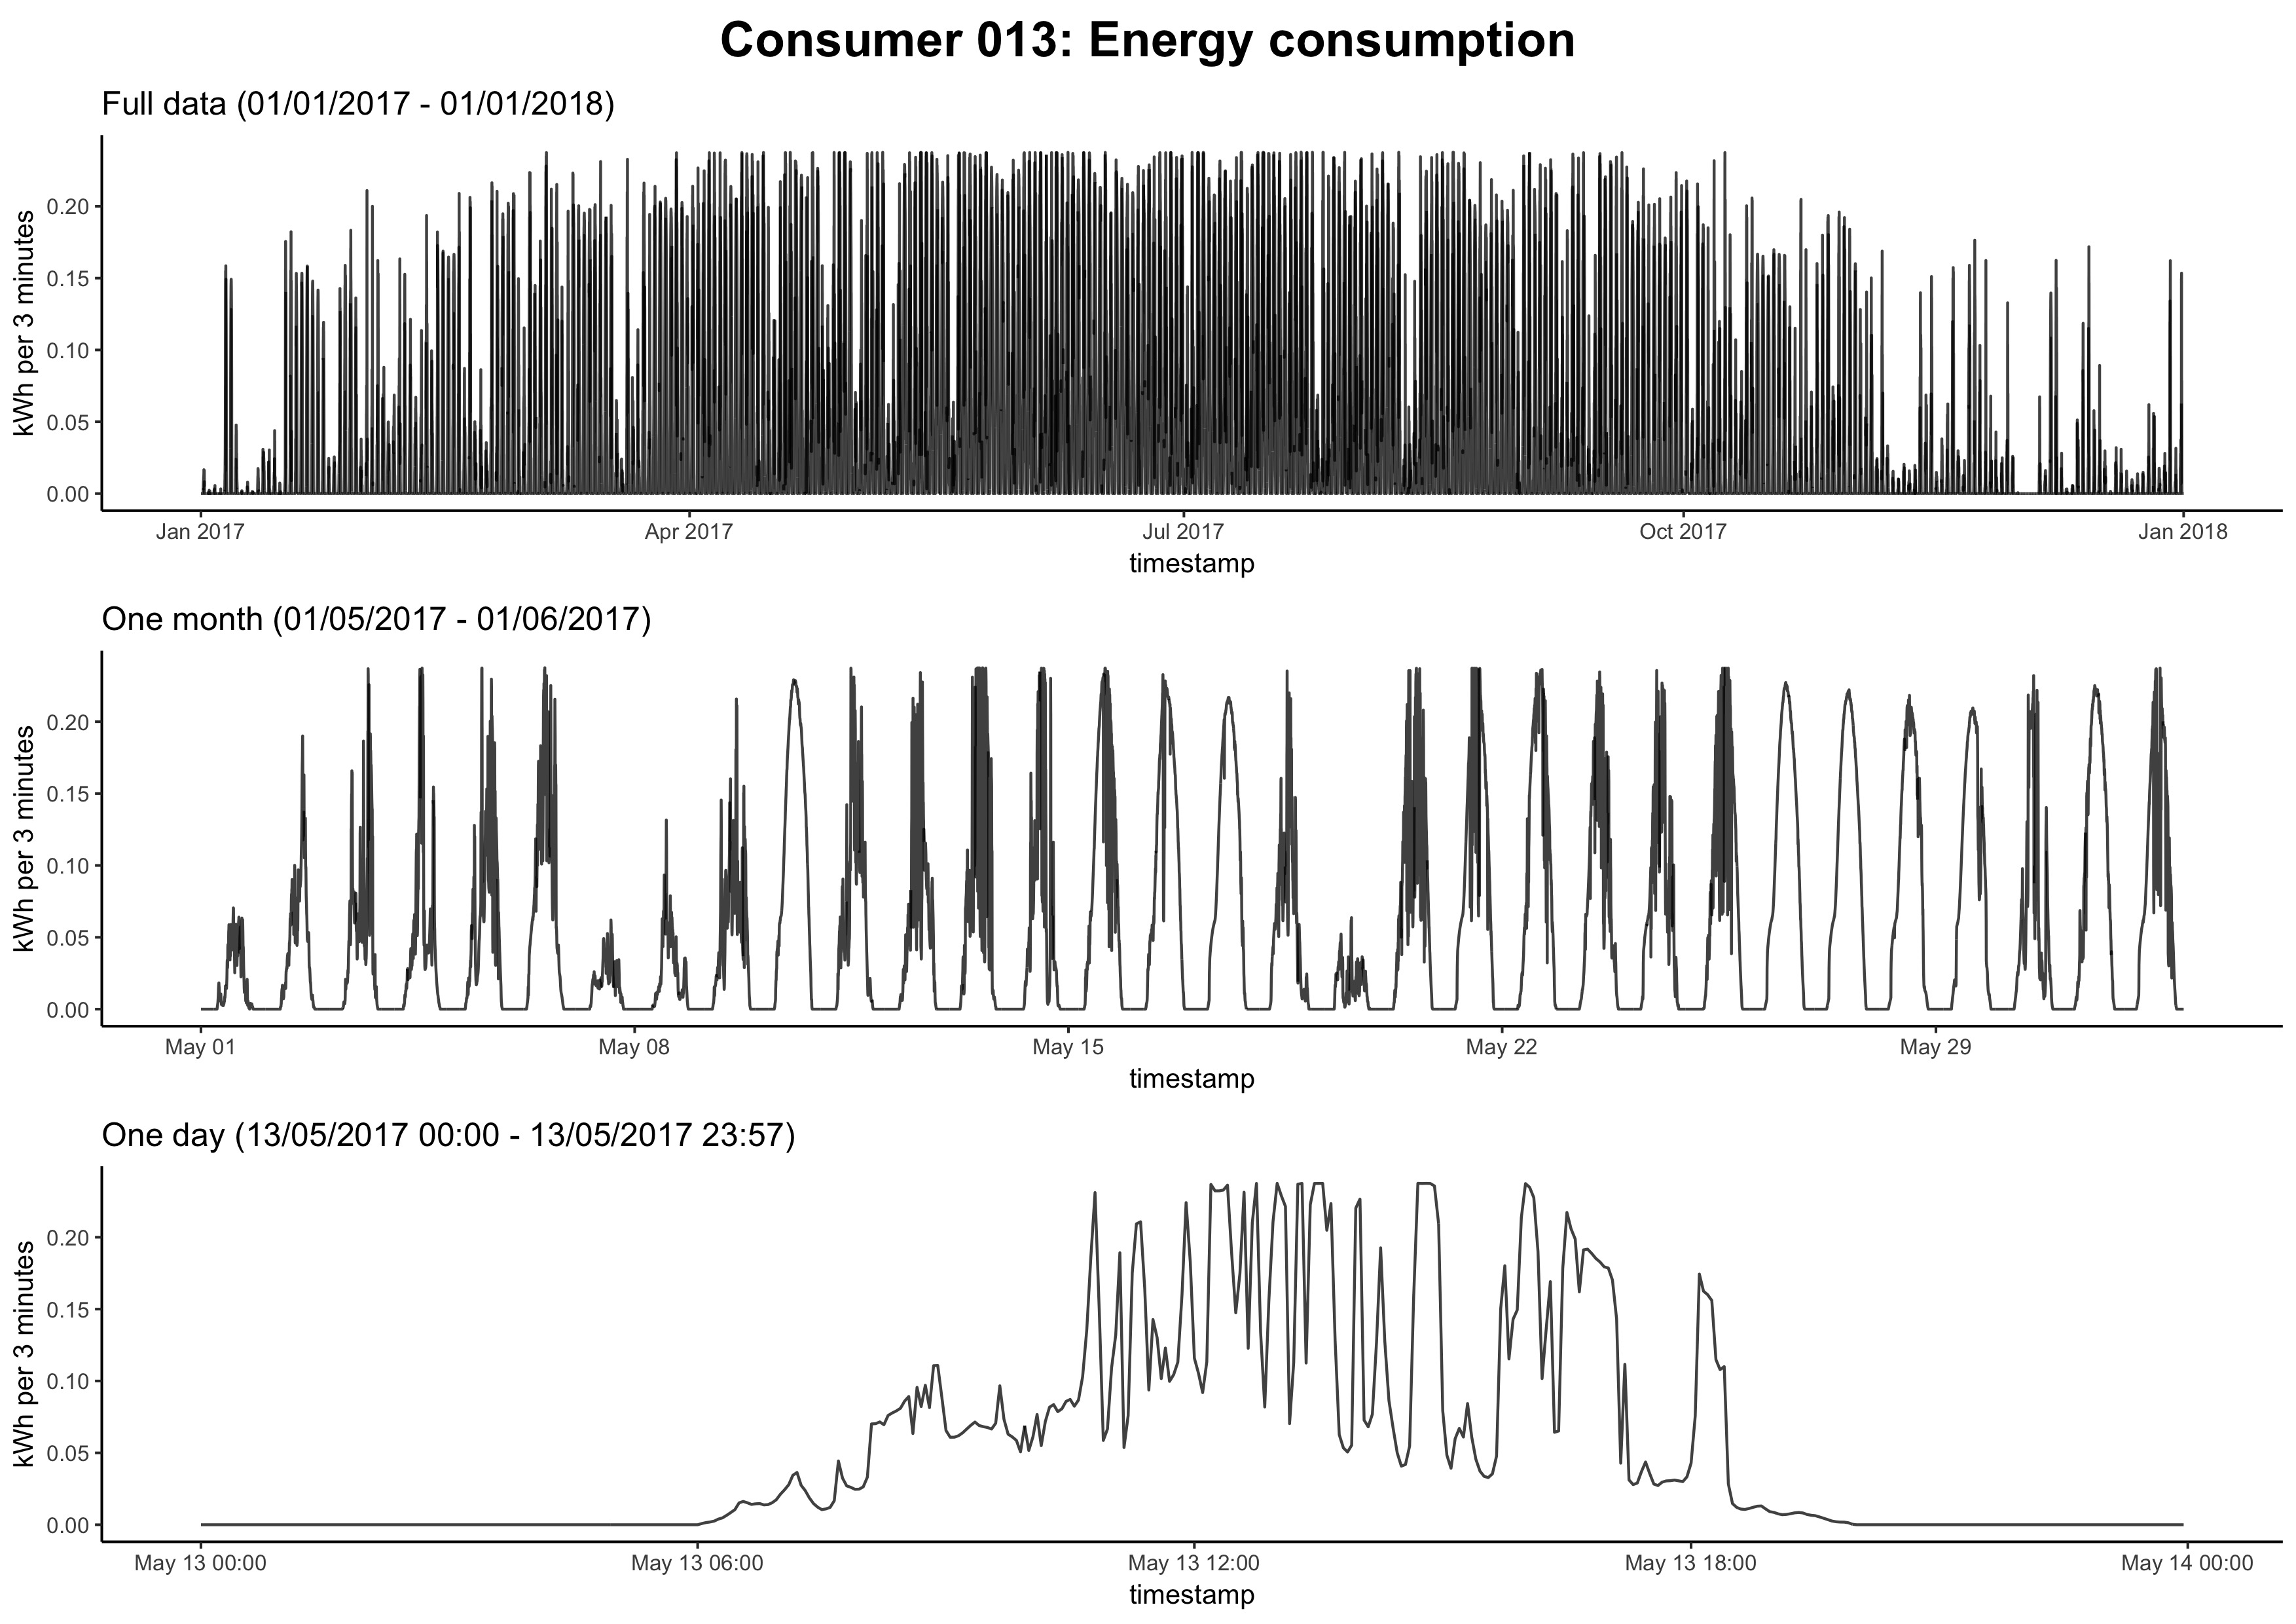 Consumer 013: Energy consumption
Full data (01/01/2017 - 01/01/2018)
kWh per 3 minutes
0.20
0.15
0.10
0.05
0.00
Jan 2017 Apr 2017 Jul 2017 Oct 2017 Jan 2018
timestamp
One month (01/05/2017 - 01/06/2017)
kWh per 3 minutes
0.20
0.15
0.10
0.05
0.00
May 01 May 08 May 15 May 22 May 29
timestamp
One day (13/05/2017 00:00 - 13/05/2017 23:57)
kWh per 3 minutes
0.20
0.15
0.10
0.05
0.00
May 13 00:00 May 13 06:00 May 13 12:00 May 13 18:00 May 14 00:00
timestamp